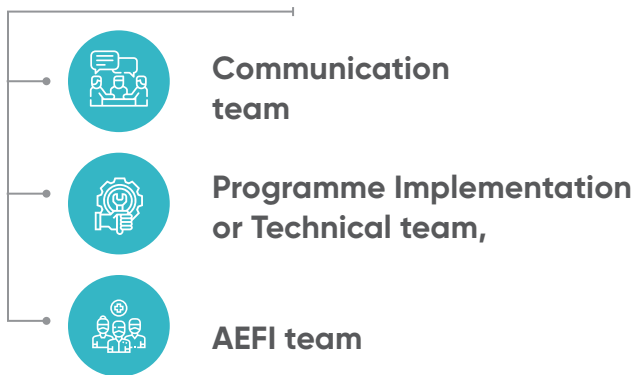 Communication
team
Programme Implementation
or Technical team,
AEFI team